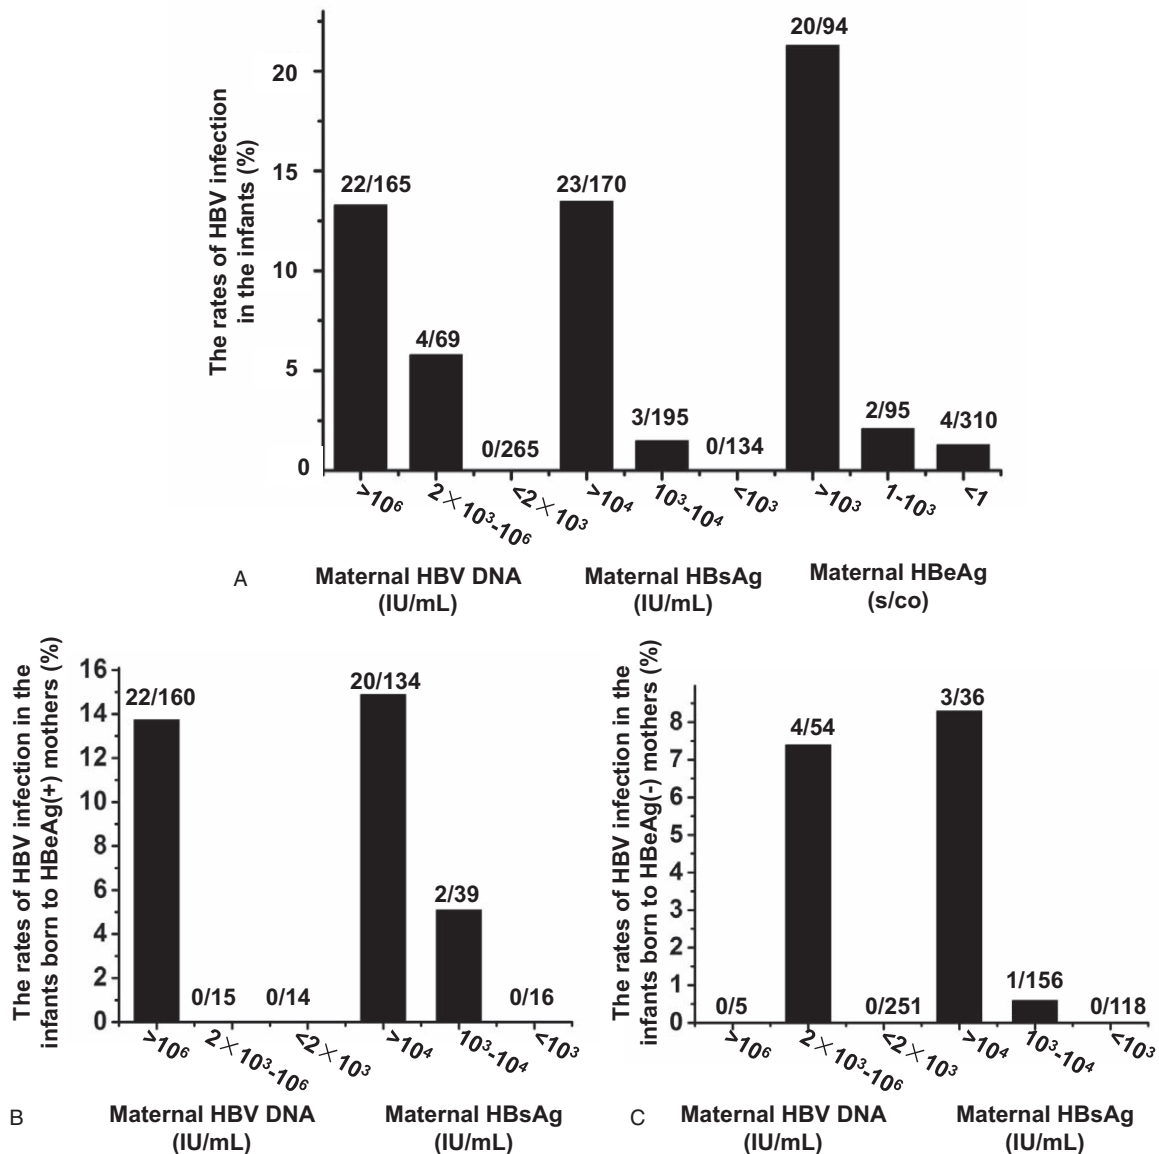 The rates of HBV infection
in the infants (%)
20
15
10
5
0
22/165
4/69
0/265
23/170
3/195
0/134
20/94
2/95
4/310
>10⁶
2×10³-10⁶
<2×10³
>10⁴
10³-10⁴
<10³
>10³
1-10³
<1
A
Maternal HBV DNA
(IU/mL)
Maternal HBsAg
(IU/mL)
Maternal HBeAg
(s/co)
The rates of HBV infection in the
infants born to HBeAg(+) mothers (%)
16
14
12
10
8
6
4
2
0
22/160
0/15
0/14
20/134
2/39
0/16
>10⁶
2×10³-10⁶
<2×10³
>10⁴
10³-10⁴
<10³
B
Maternal HBV DNA
(IU/mL)
Maternal HBsAg
(IU/mL)
The rates of HBV infection in the
infants born to HBeAg(-) mothers (%)
8
7
6
5
4
3
2
1
0
0/5
4/54
0/251
3/36
1/156
0/118
>10⁶
2×10³-10⁶
<2×10³
>10⁴
10³-10⁴
<10³
C
Maternal HBV DNA
(IU/mL)
Maternal HBsAg
(IU/mL)